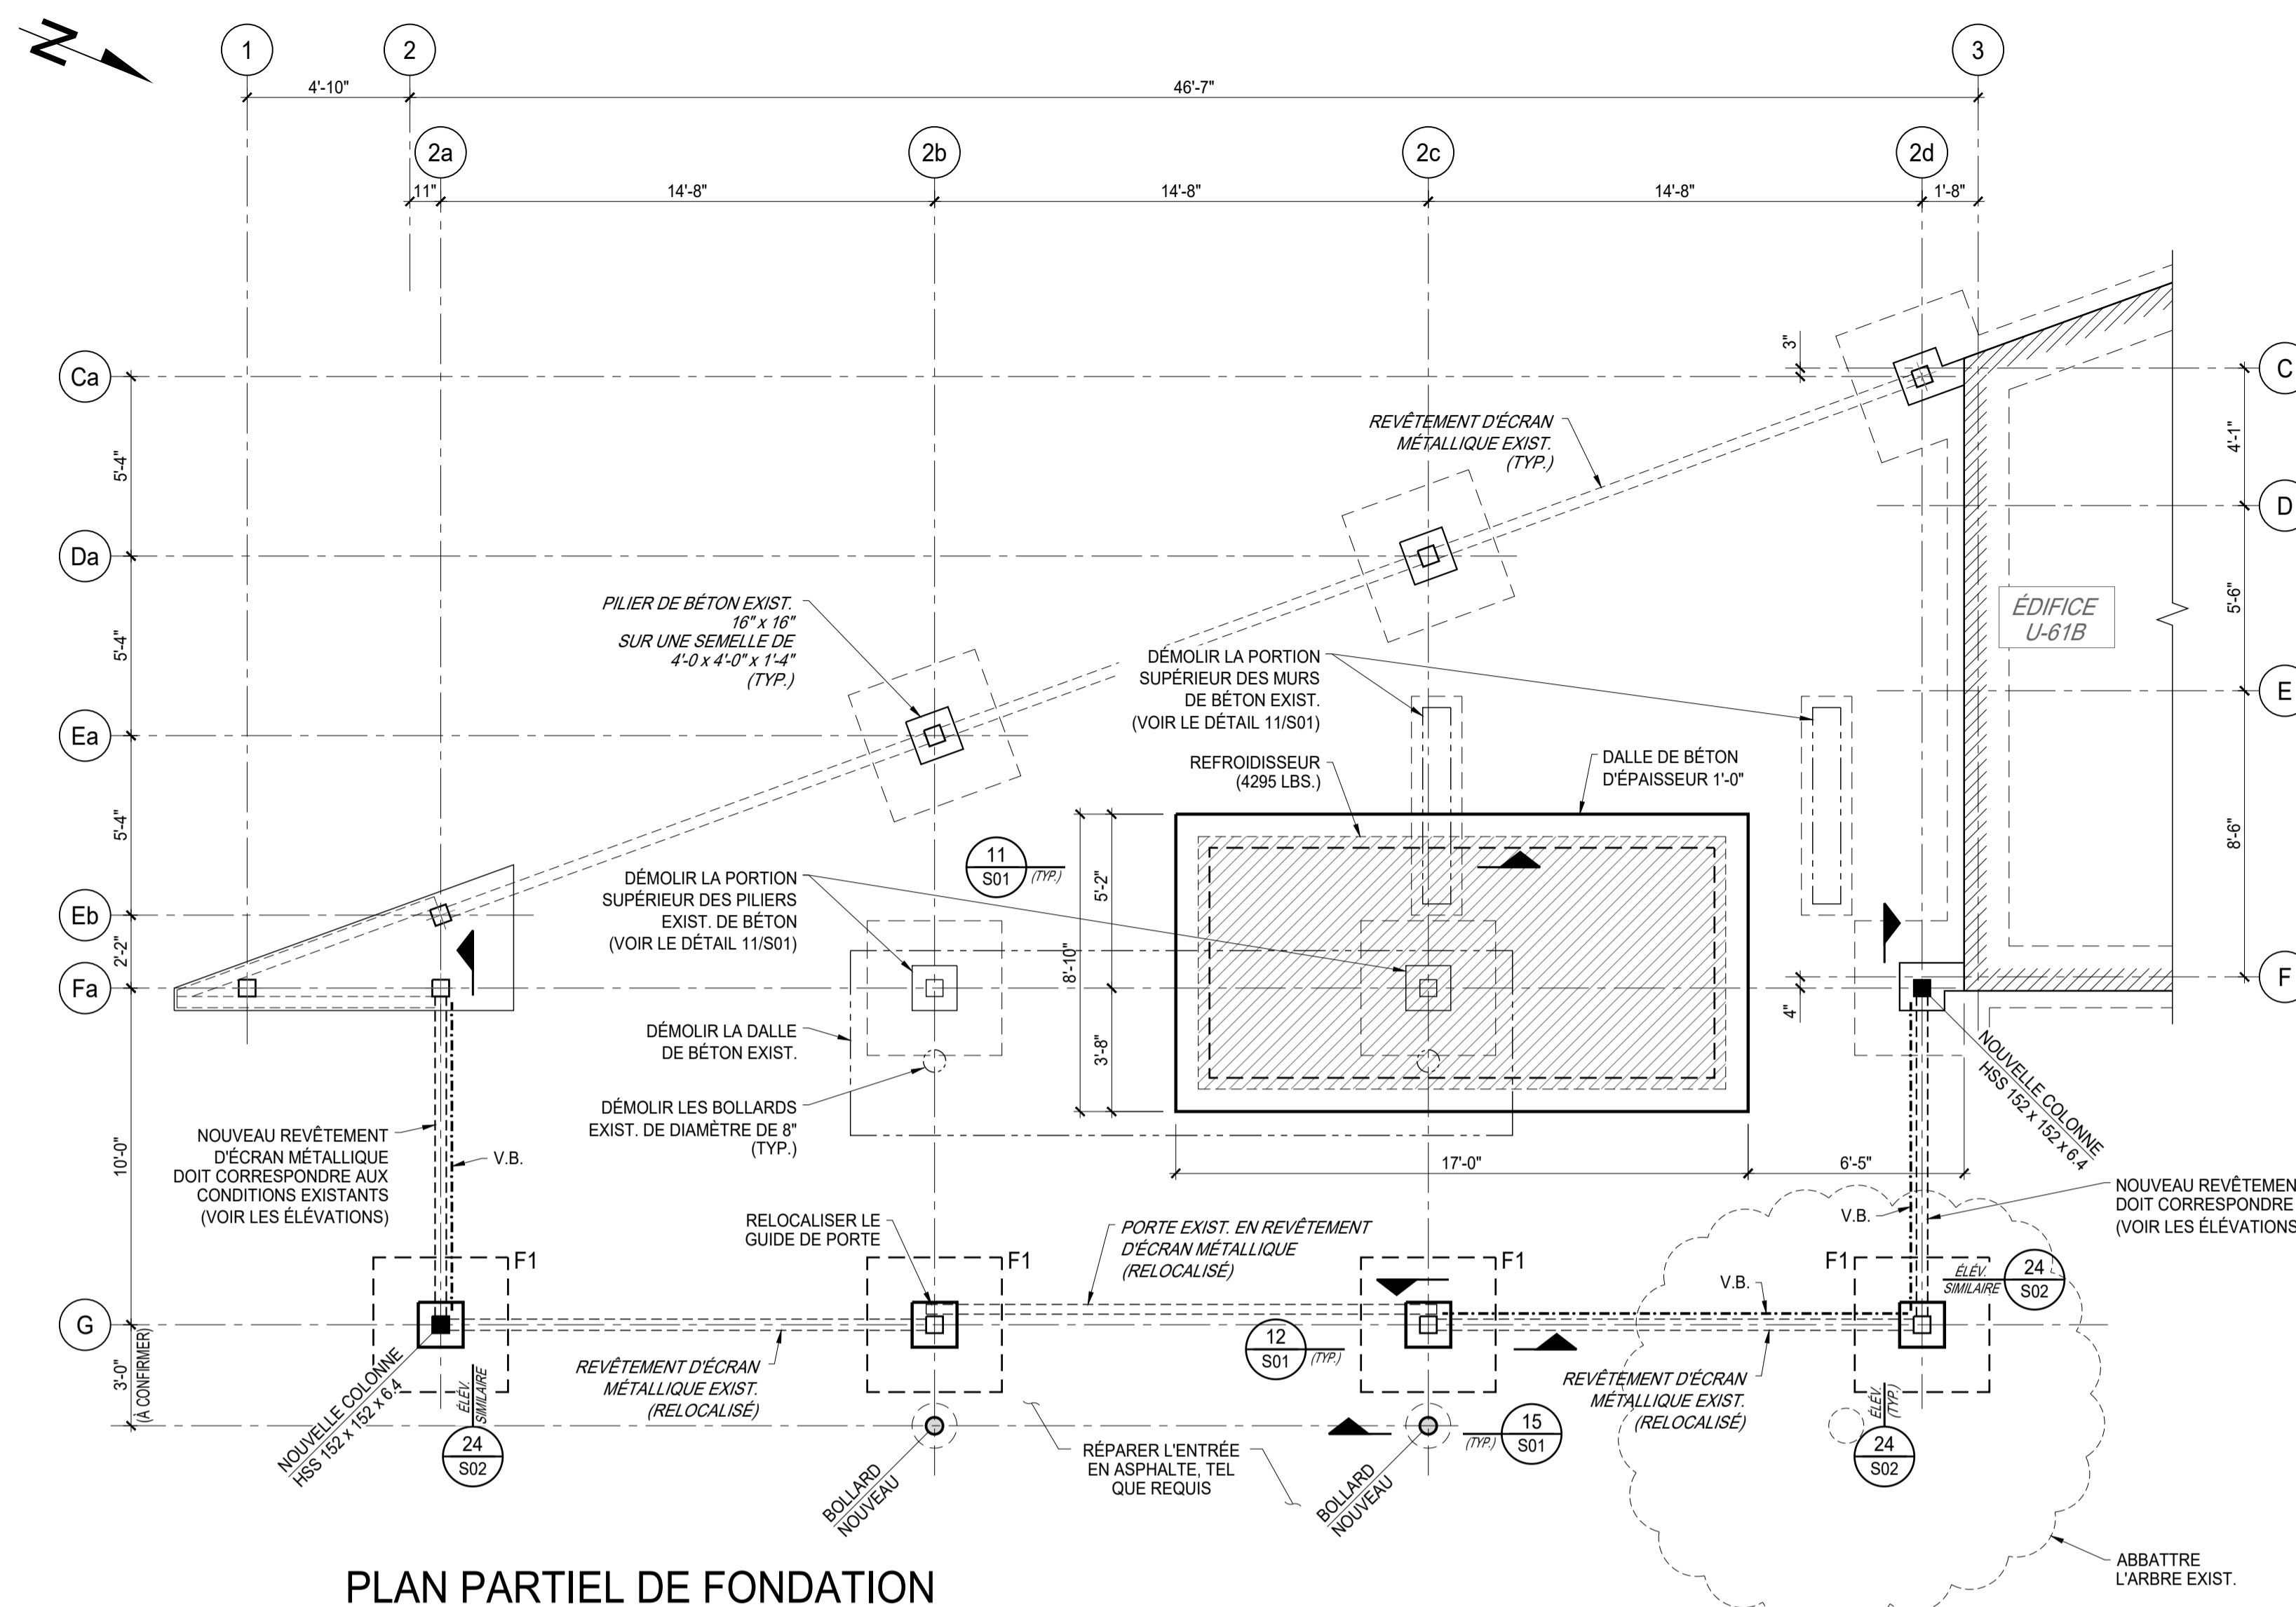 N
1
2
3
4'-10"
46'-7"
2a
2b
2c
2d
11"
14'-8"
14'-8"
14'-8"
1'-8"
Ca
Da
Ea
Eb
Fa
G
5'-4"
5'-4"
5'-4"
2'-2"
10'-0"
3'-0"
(À CONFIRMER)
C
D
E
F
3"
4'-1"
5'-6"
8'-6"
4"
REVÊTEMENT D'ÉCRAN
MÉTALLIQUE EXIST.
(TYP.)
PILIER DE BÉTON EXIST.
16" x 16"
SUR UNE SEMELLE DE
4'-0 x 4'-0" x 1'-4"
(TYP.)
ÉDIFICE
U-61B
DÉMOLIR LA PORTION
SUPÉRIEUR DES MURS
DE BÉTON EXIST.
(VOIR LE DÉTAIL 11/S01)
REFROIDISSEUR
(4295 LBS.)
DALLE DE BÉTON
D'ÉPAISSEUR 1'-0"
11
S01
(TYP.)
DÉMOLIR LA PORTION
SUPÉRIEUR DES PILIERS
EXIST. DE BÉTON
(VOIR LE DÉTAIL 11/S01)
5'-2"
8'-10"
3'-8"
DÉMOLIR LA DALLE
DE BÉTON EXIST.
DÉMOLIR LES BOLLARDS
EXIST. DE DIAMÈTRE DE 8"
(TYP.)
NOUVEAU REVÊTEMENT
D'ÉCRAN MÉTALLIQUE
DOIT CORRESPONDRE AUX
CONDITIONS EXISTANTS
(VOIR LES ÉLÉVATIONS)
V.B.
17'-0"
6'-5"
NOUVELLE COLONNE
HSS 152 x 152 x 6.4
NOUVEAU REVÊTEMEN
DOIT CORRESPONDRE
(VOIR LES ÉLÉVATIONS
V.B.
RELOCALISER LE
GUIDE DE PORTE
PORTE EXIST. EN REVÊTEMENT
D'ÉCRAN MÉTALLIQUE
(RELOCALISÉ)
F1
F1
F1
F1
V.B.
ÉLÉV.
SIMILAIRE
24
S02
12
S01
(TYP.)
REVÊTEMENT D'ÉCRAN
MÉTALLIQUE EXIST.
(RELOCALISÉ)
REVÊTEMENT D'ÉCRAN
MÉTALLIQUE EXIST.
(RELOCALISÉ)
NOUVELLE COLONNE
HSS 152 x 152 x 6.4
ÉLÉV.
SIMILAIRE
24
S02
BOLLARD
NOUVEAU
RÉPARER L'ENTRÉE
EN ASPHALTE, TEL
QUE REQUIS
BOLLARD
NOUVEAU
(TYP.)
15
S01
ÉLÉV.
(TYP.)
24
S02
ABBATTRE
L'ARBRE EXIST.
PLAN PARTIEL DE FONDATION